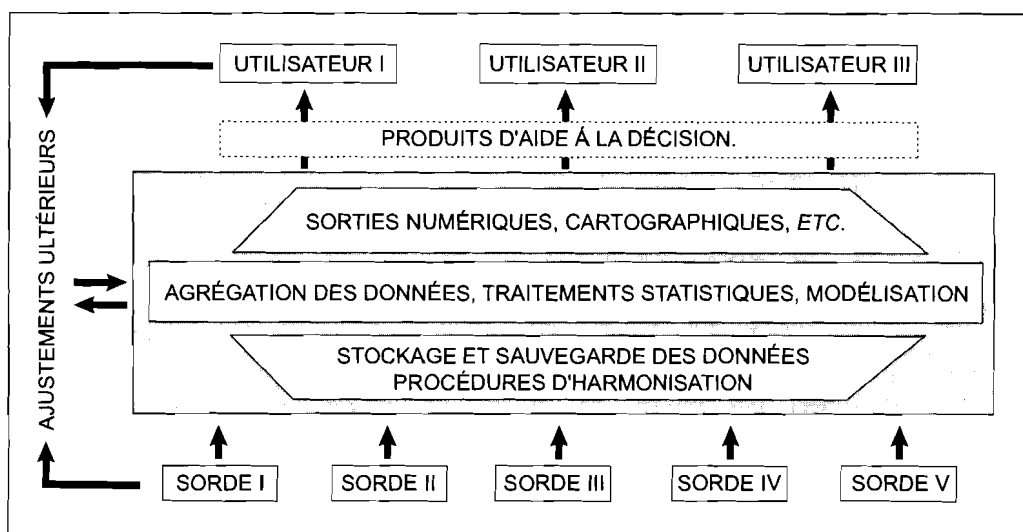 UTILISATEUR I
UTILISATEUR II
UTILISATEUR III
PRODUITS D'AIDE Á LA DÉCISION.
AJUSTEMENTS ULTÉRIEURS
SORTIES NUMÉRIQUES, CARTOGRAPHIQUES, ETC.
AGRÉGATION DES DONNÉES, TRAITEMENTS STATISTIQUES, MODÉLISATION
STOCKAGE ET SAUVEGARDE DES DONNÉES
PROCÉDURES D'HARMONISATION
SORDE I
SORDE II
SORDE III
SORDE IV
SORDE V